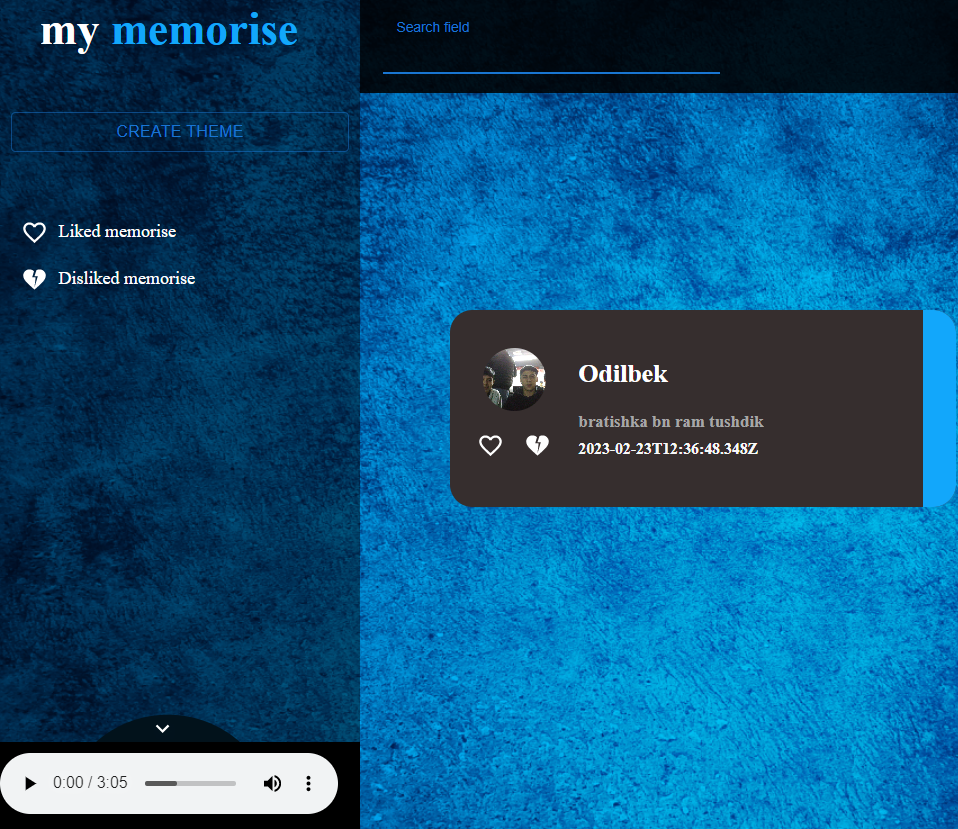 my memorise
CREATE THEME
Liked memorise
Disliked memorise
0:00 / 3:05
Search field
Odilbek
bratishka bn ram tushdik
2023-02-23T12:36:48.348Z